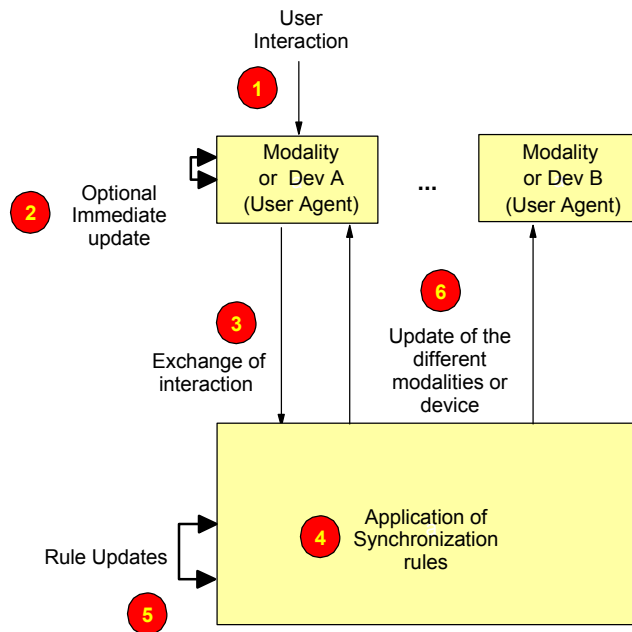 User
Interaction
1
Modality
or Dev A
(User Agent)
...
Modality
or Dev B
(User Agent)
2
Optional
Immediate
update
3
Exchange of
interaction
6
Update of the
different
modalities or
device
4
Application of
Synchronization
rules
Rule Updates
5